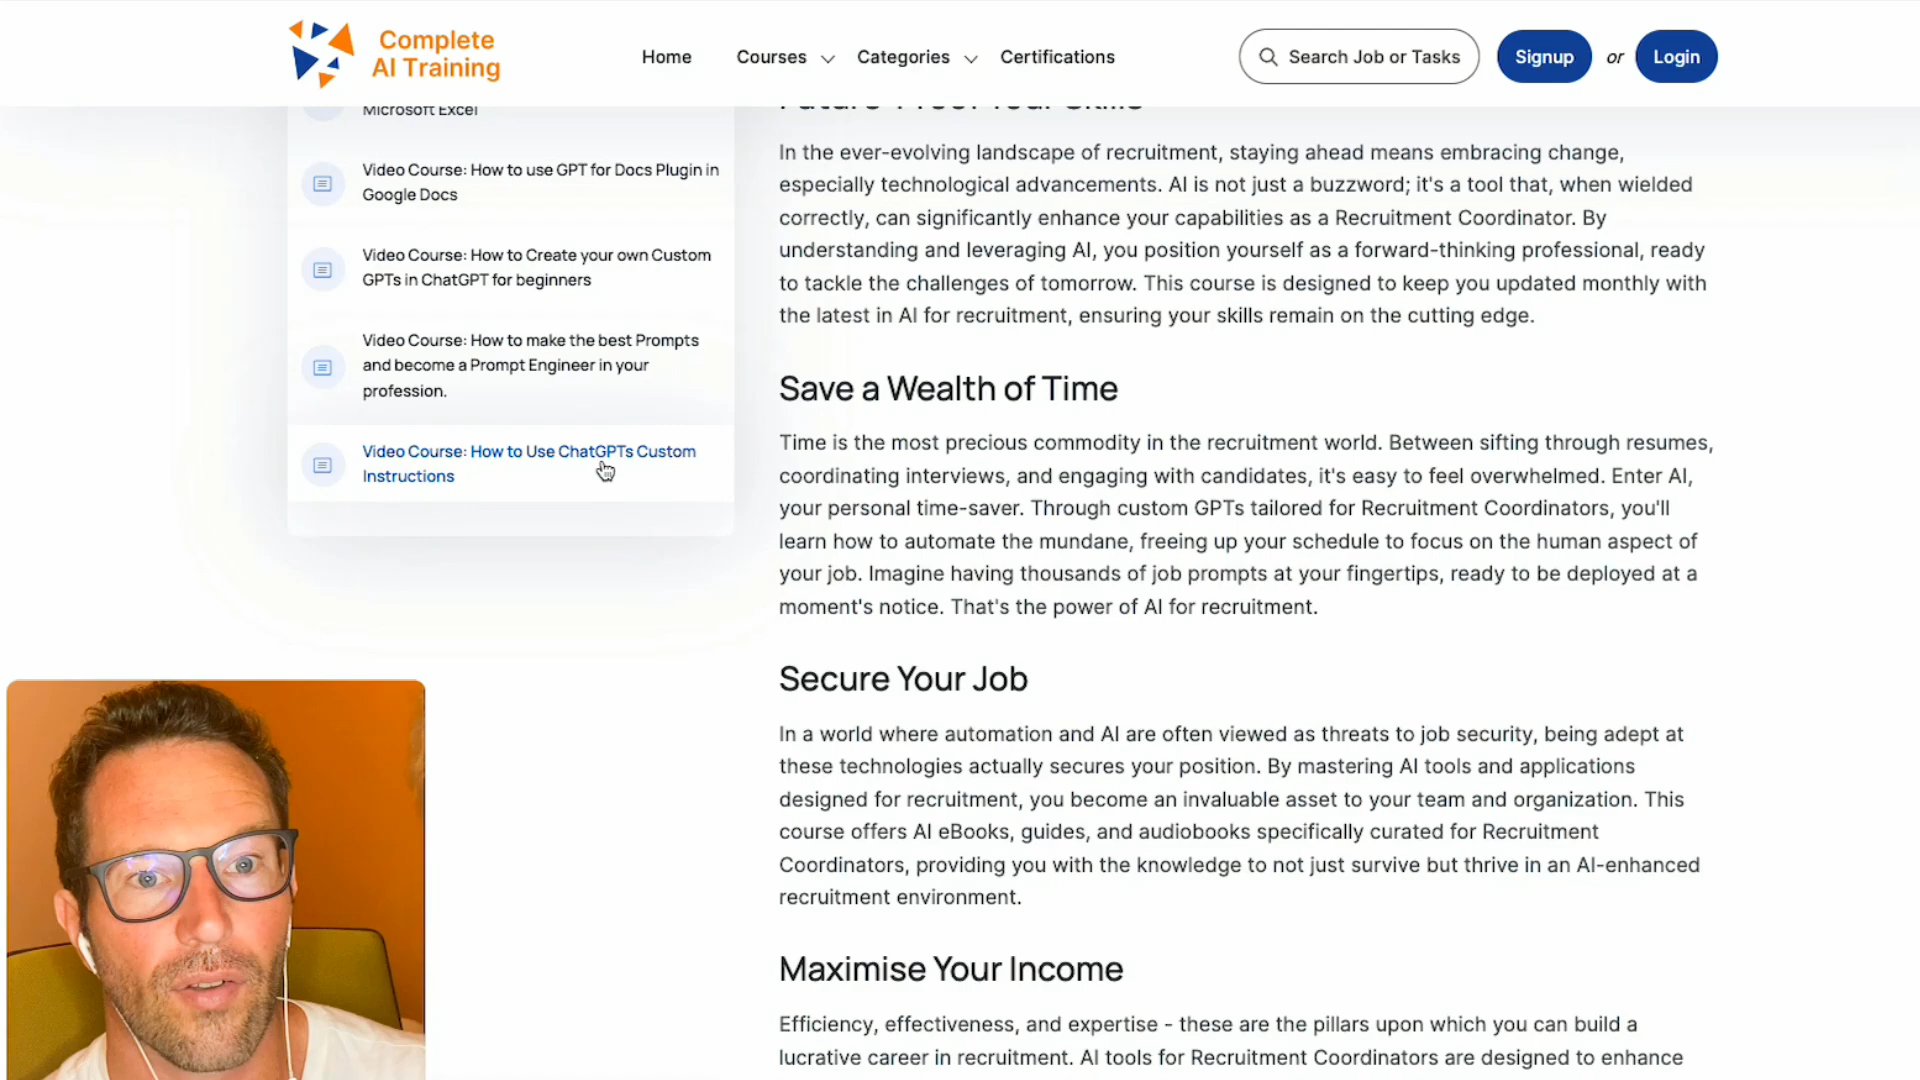 Complete
AI Training
Home
Courses
Categories
Certifications
Search Job or Tasks
Signup
or
Login
Microsoft Excel
Video Course: How to use GPT for Docs Plugin in
Google Docs
Video Course: How to Create your own Custom
GPTs in ChatGPT for beginners
Video Course: How to make the best Prompts
and become a Prompt Engineer in your
profession.
Video Course: How to Use ChatGPTs Custom
Instructions
Future-Proof Your Skills
In the ever-evolving landscape of recruitment, staying ahead means embracing change,
especially technological advancements. AI is not just a buzzword; it's a tool that, when wielded
correctly, can significantly enhance your capabilities as a Recruitment Coordinator. By
understanding and leveraging AI, you position yourself as a forward-thinking professional, ready
to tackle the challenges of tomorrow. This course is designed to keep you updated monthly with
the latest in AI for recruitment, ensuring your skills remain on the cutting edge.
Save a Wealth of Time
Time is the most precious commodity in the recruitment world. Between sifting through resumes,
coordinating interviews, and engaging with candidates, it's easy to feel overwhelmed. Enter AI,
your personal time-saver. Through custom GPTs tailored for Recruitment Coordinators, you'll
learn how to automate the mundane, freeing up your schedule to focus on the human aspect of
your job. Imagine having thousands of job prompts at your fingertips, ready to be deployed at a
moment's notice. That's the power of AI for recruitment.
Secure Your Job
In a world where automation and AI are often viewed as threats to job security, being adept at
these technologies actually secures your position. By mastering AI tools and applications
designed for recruitment, you become an invaluable asset to your team and organization. This
course offers AI eBooks, guides, and audiobooks specifically curated for Recruitment
Coordinators, providing you with the knowledge to not just survive but thrive in an AI-enhanced
recruitment environment.
Maximise Your Income
Efficiency, effectiveness, and expertise - these are the pillars upon which you can build a
lucrative career in recruitment. AI tools for Recruitment Coordinators are designed to enhance